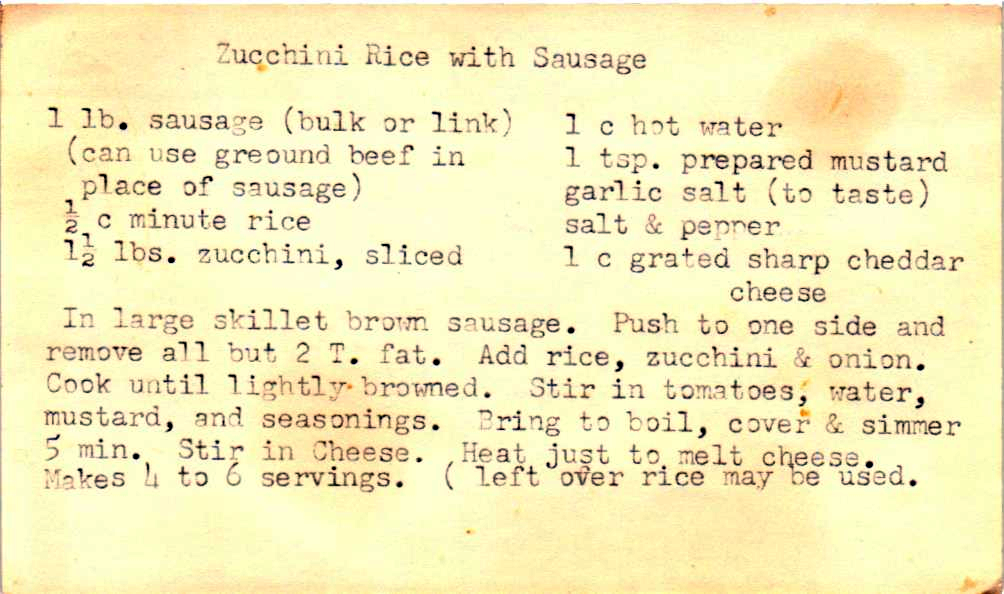 Zucchini Rice with Sausage
1 lb. sausage (bulk or link)
(can use greound beef in
place of sausage)
½ c minute rice
1½ lbs. zucchini, sliced
1 c hot water
1 tsp. prepared mustard
garlic salt (to taste)
salt & pepper
1 c grated sharp cheddar
cheese
In large skillet brown sausage. Push to one side and
remove all but 2 T. fat. Add rice, zucchini & onion.
Cook until lightly browned. Stir in tomatoes, water,
mustard, and seasonings. Bring to boil, cover & simmer
5 min. Stir in Cheese. Heat just to melt cheese.
Makes 4 to 6 servings. ( left over rice may be used.